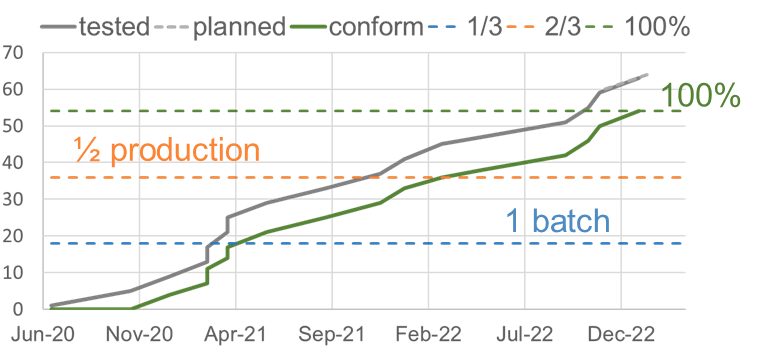 tested planned conform 1/3 2/3 100%
70
60
100%
50
½ production
40
30
1 batch
20
10
0
Jun-20 Nov-20 Apr-21 Sep-21 Feb-22 Jul-22 Dec-22